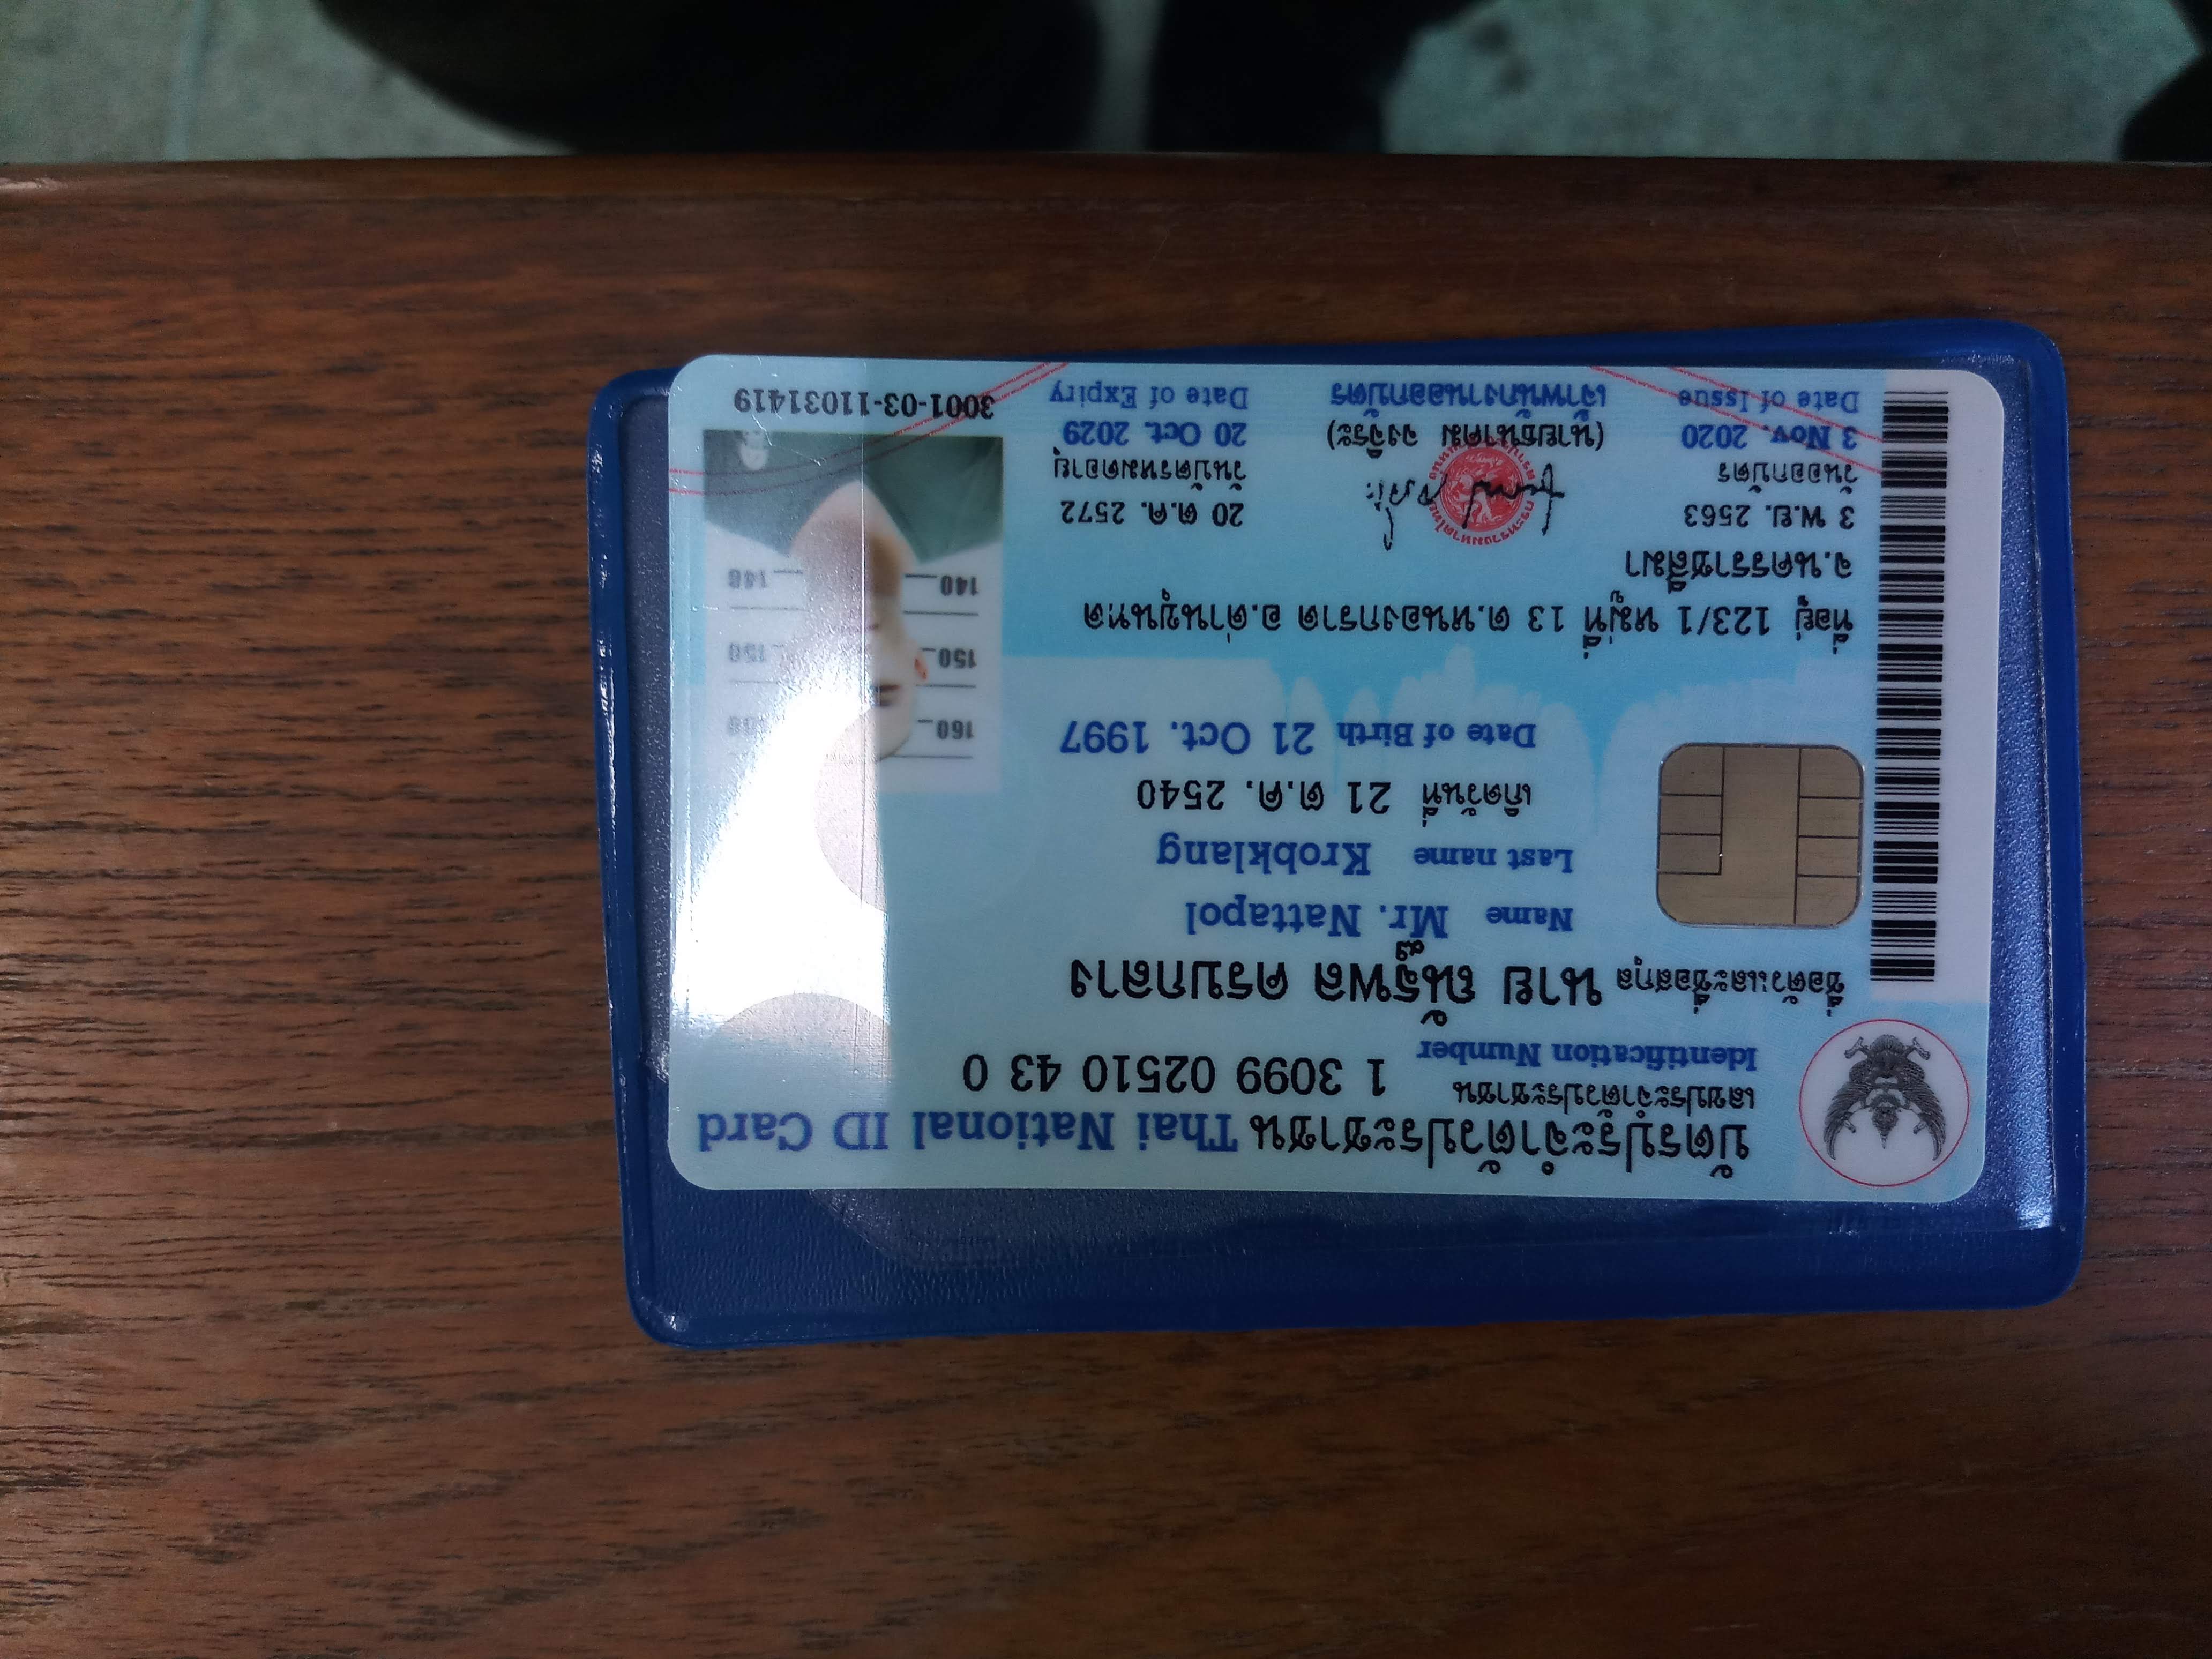 บัตรประจำตัวประชาชน Thai National ID Card
เลขประจำตัวประชาชน 1 3099 02510 43 0
Identification Number
ชื่อตัวและชื่อสกุล นาย ณัฐพล ครบกลาง
Name Mr. Nattapol
Last name Krobklang
เกิดวันที่ 21 ต.ค. 2540
Date of Birth 21 Oct. 1997
160
150
140
150
140
ที่อยู่ 123/1 หมู่ที่ 13 ต.หนองกราด อ.ด่านขุนทด
จ.นครราชสีมา
3 พ.ย. 2563
วันออกบัตร
3 Nov. 2020
Date of Issue
(นายธนาคม จงจิระ)
เจ้าพนักงานออกบัตร
20 ต.ค. 2572
วันบัตรหมดอายุ
20 Oct. 2029
Date of Expiry
3001-03-11031419